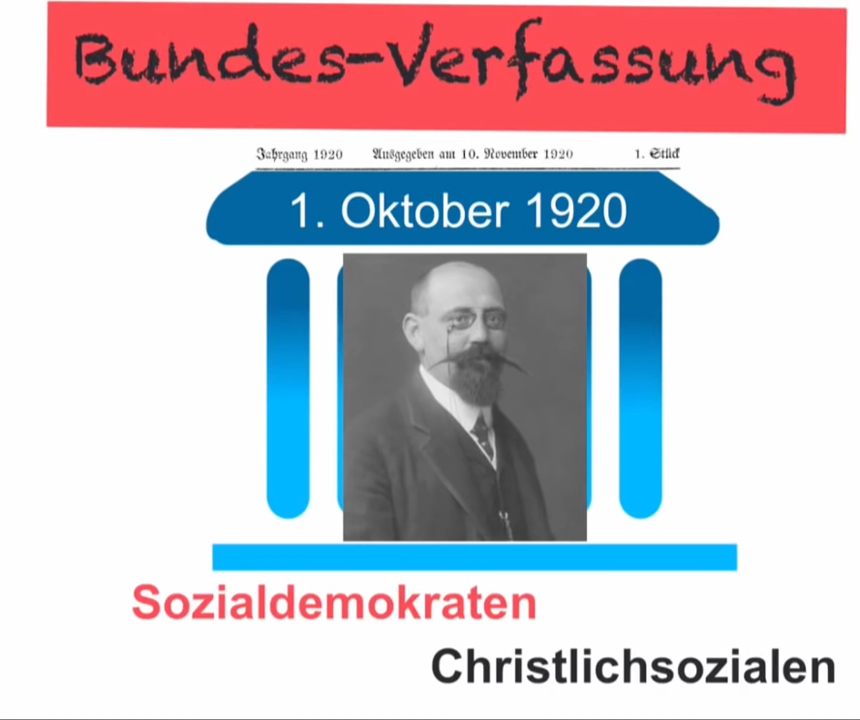 Bundes-Verfassung
Jahrgang 1920 Ausgegeben am 10. November 1920 1. Stück
1. Oktober 1920
Sozialdemokraten
Christlichsozialen